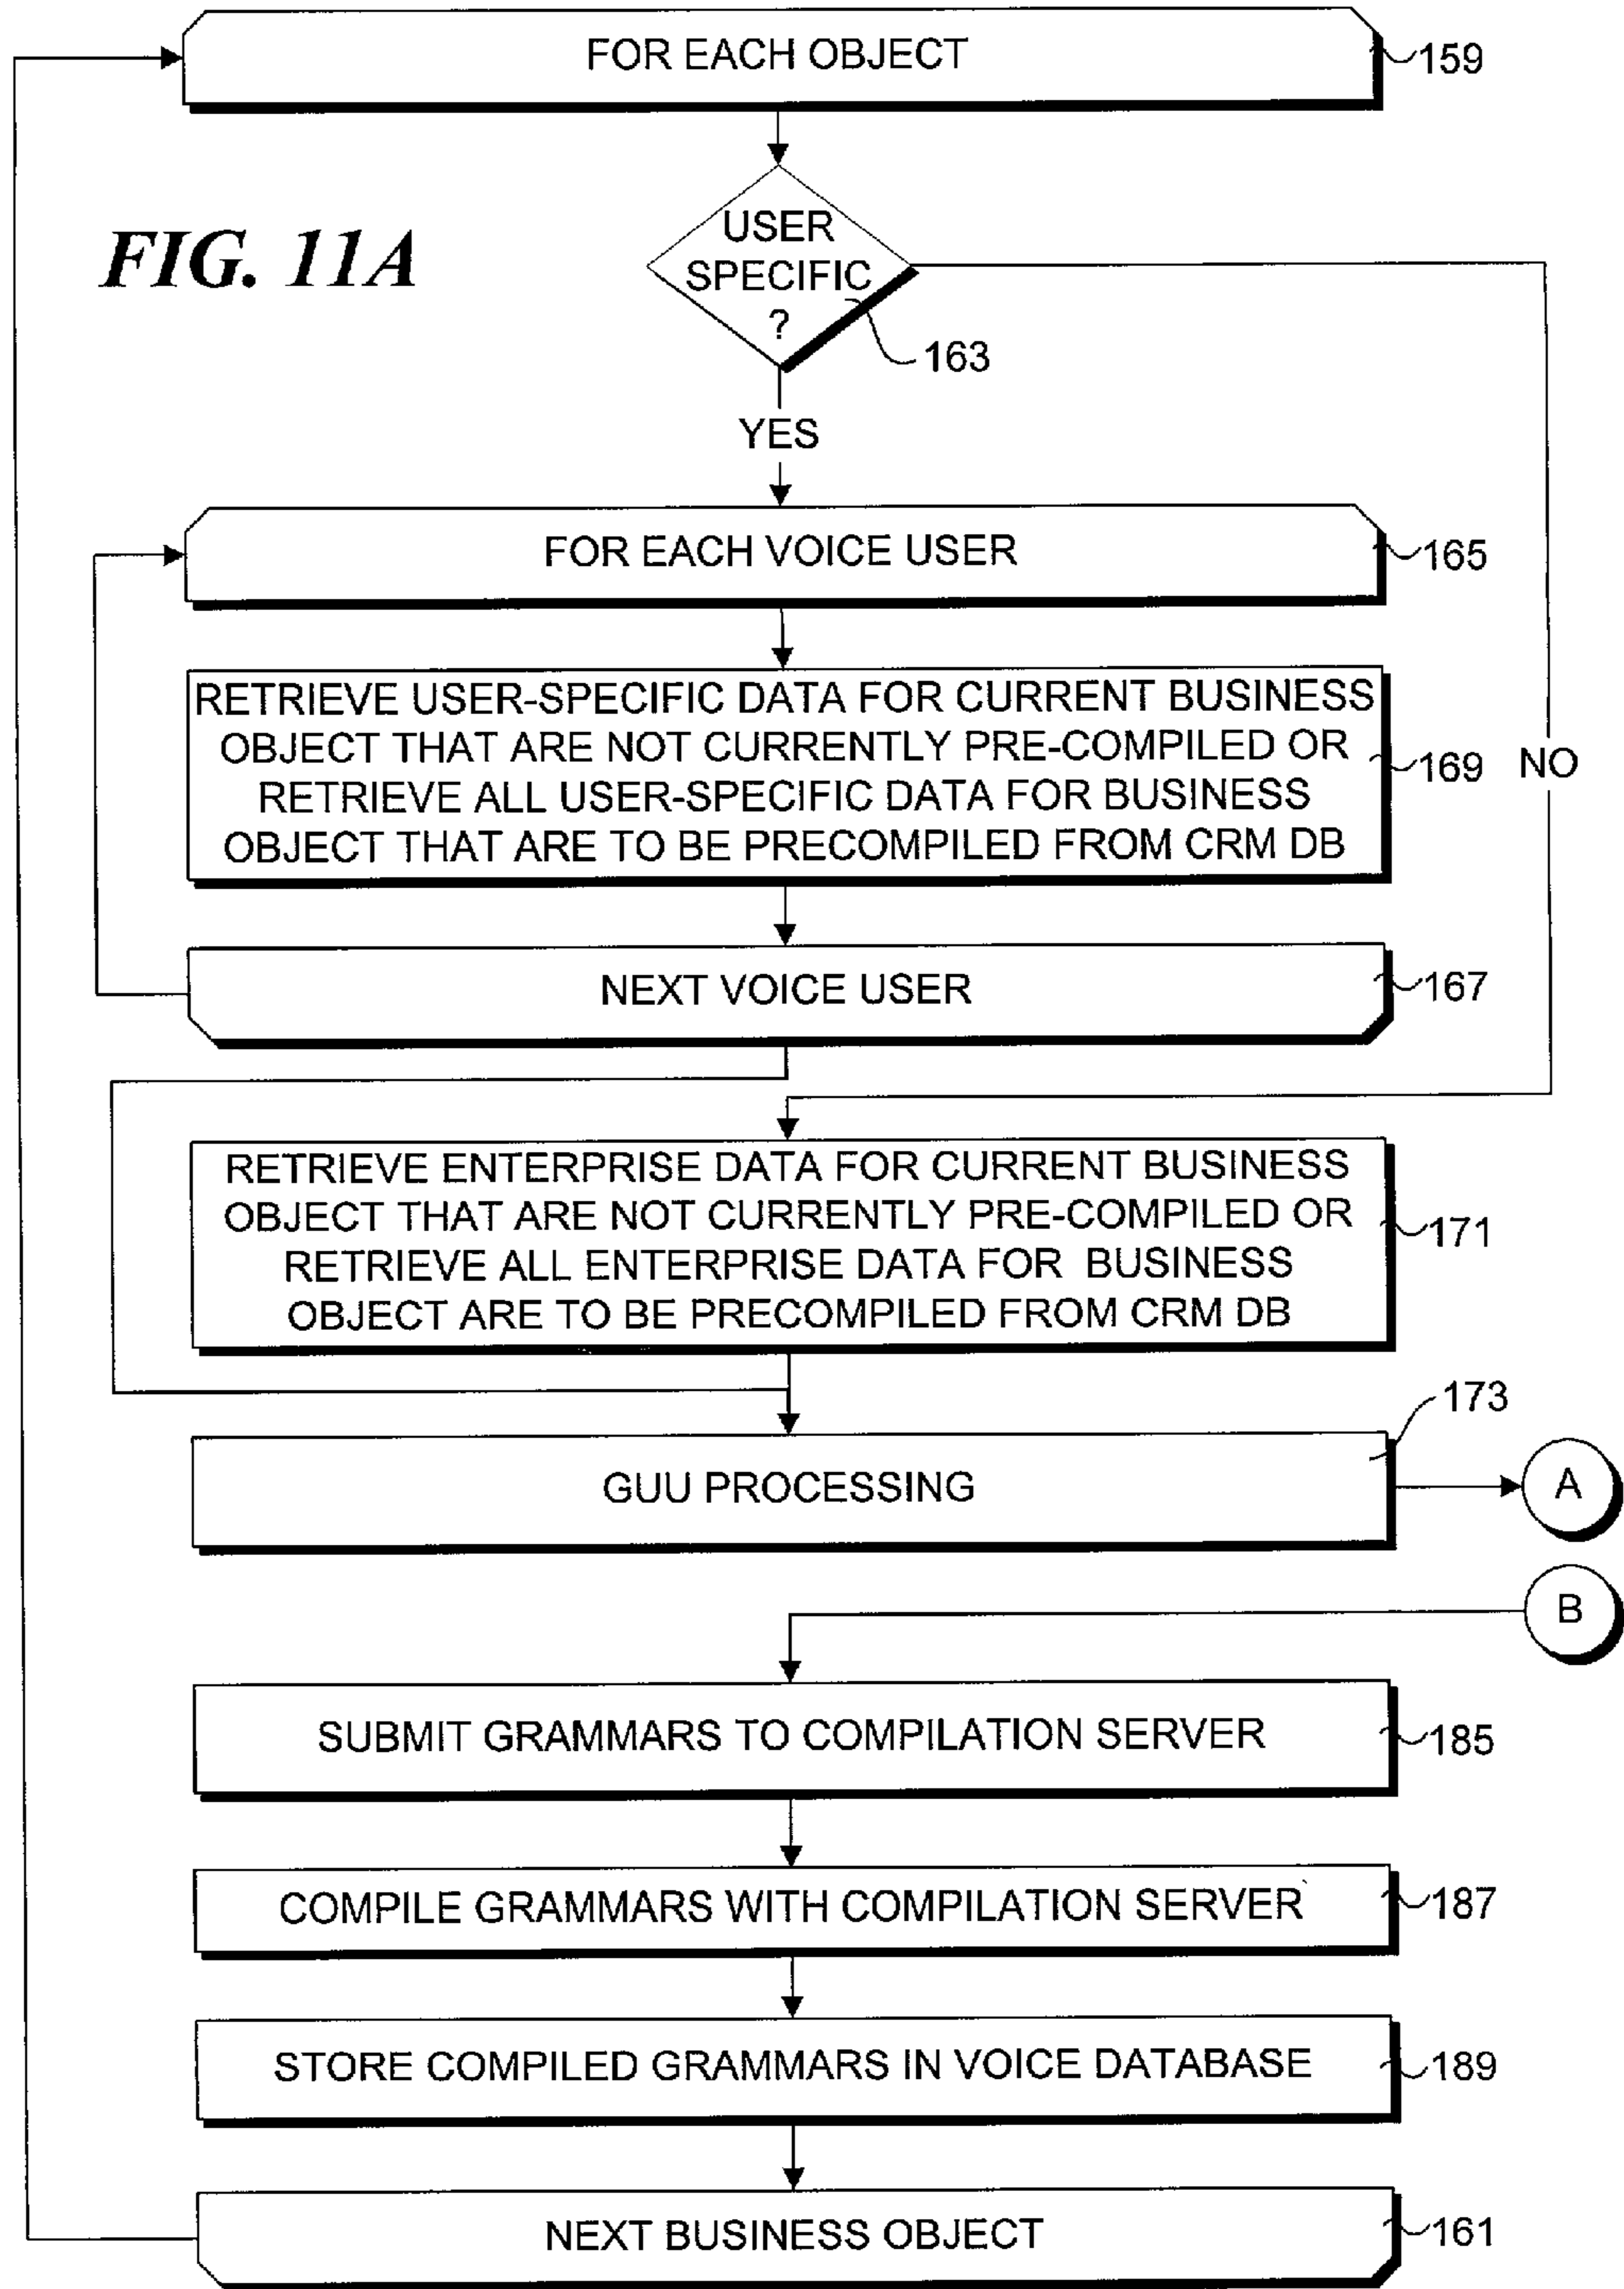 FOR EACH OBJECT
159
FIG. 11A
USER
SPECIFIC
?
163
YES
FOR EACH VOICE USER
165
RETRIEVE USER-SPECIFIC DATA FOR CURRENT BUSINESS
OBJECT THAT ARE NOT CURRENTLY PRE-COMPILED OR
RETRIEVE ALL USER-SPECIFIC DATA FOR BUSINESS
OBJECT THAT ARE TO BE PRECOMPILED FROM CRM DB
169
NO
NEXT VOICE USER
167
RETRIEVE ENTERPRISE DATA FOR CURRENT BUSINESS
OBJECT THAT ARE NOT CURRENTLY PRE-COMPILED OR
RETRIEVE ALL ENTERPRISE DATA FOR BUSINESS
OBJECT ARE TO BE PRECOMPILED FROM CRM DB
171
173
GUU PROCESSING
A
B
SUBMIT GRAMMARS TO COMPILATION SERVER
185
COMPILE GRAMMARS WITH COMPILATION SERVER
187
STORE COMPILED GRAMMARS IN VOICE DATABASE
189
NEXT BUSINESS OBJECT
161